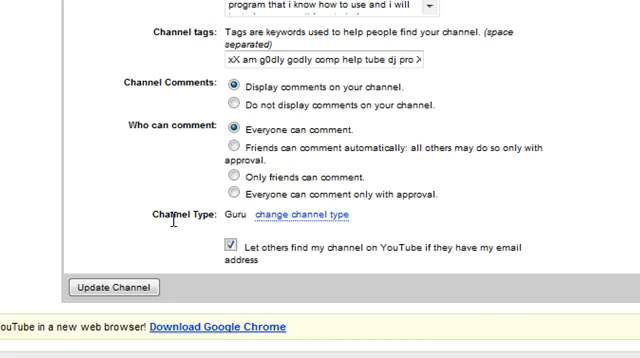 program that i know how to use and i will
Channel tags: Tags are keywords used to help people find your channel. (space
separated)
xX am g0dly godly comp help tube dj pro X
Channel Comments: Display comments on your channel.
Do not display comments on your channel.
Who can comment: Everyone can comment.
Friends can comment automatically: all others may do so only with
approval.
Only friends can comment.
Everyone can comment only with approval.
Channel Type: Guru change channel type
Let others find my channel on YouTube if they have my email
address
Update Channel
ouTube in a new web browser! Download Google Chrome